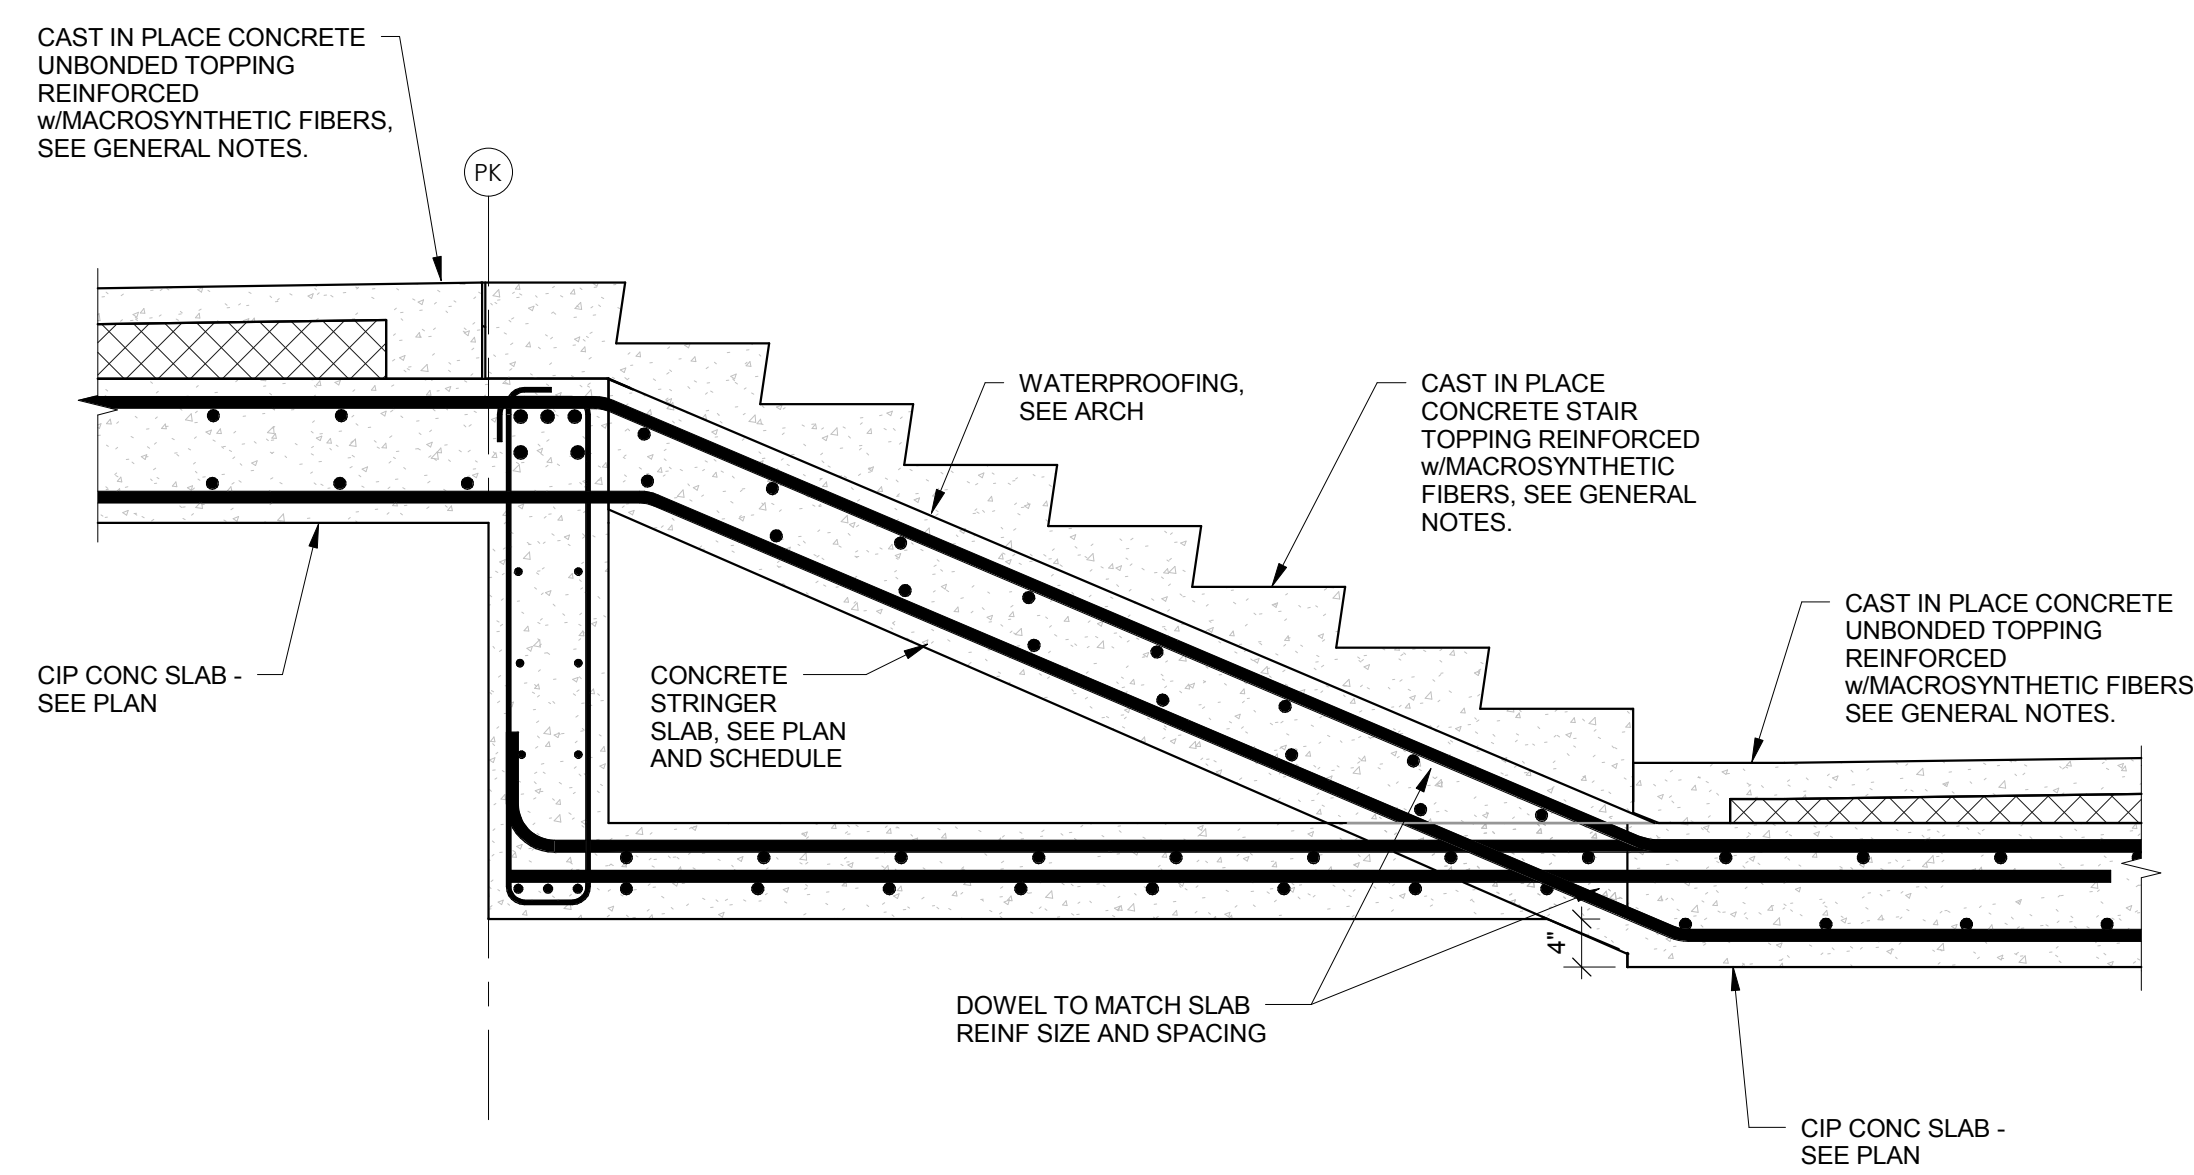 CAST IN PLACE CONCRETE
UNBONDED TOPPING
REINFORCED
w/MACROSYNTHETIC FIBERS,
SEE GENERAL NOTES.
PK
WATERPROOFING,
SEE ARCH
CAST IN PLACE
CONCRETE STAIR
TOPPING REINFORCED
w/MACROSYNTHETIC
FIBERS, SEE GENERAL
NOTES.
CAST IN PLACE CONCRETE
UNBONDED TOPPING
REINFORCED
w/MACROSYNTHETIC FIBERS
SEE GENERAL NOTES.
CIP CONC SLAB -
SEE PLAN
CONCRETE
STRINGER
SLAB, SEE PLAN
AND SCHEDULE
4"
DOWEL TO MATCH SLAB
REINF SIZE AND SPACING
CIP CONC SLAB -
SEE PLAN